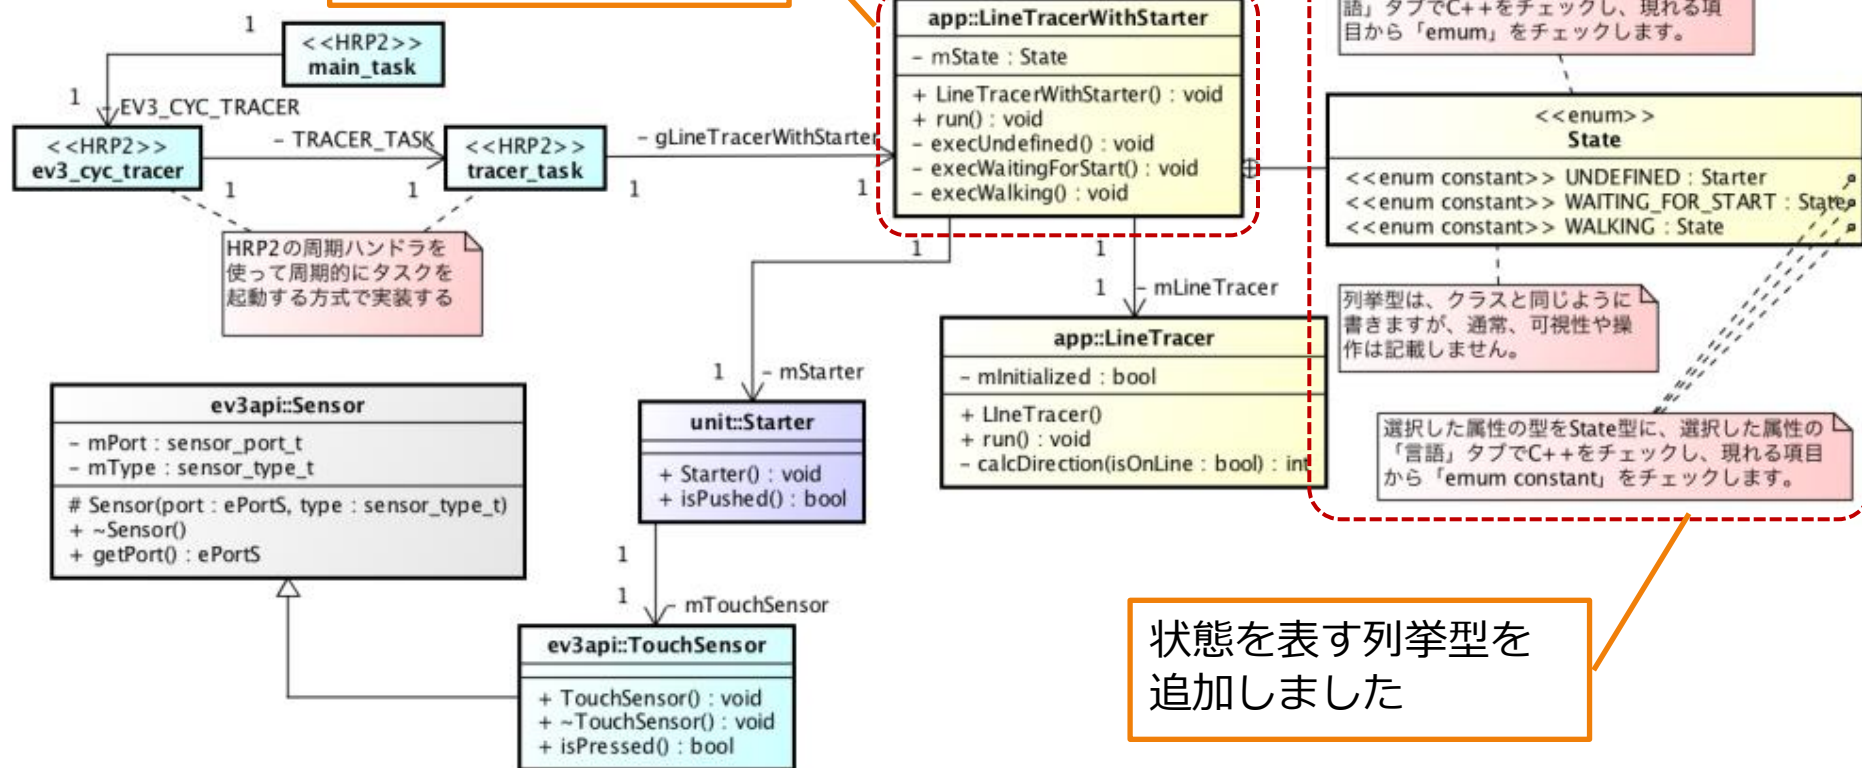 1
<<HRP2>>
main_task
1
EV3_CYC_TRACER
<<HRP2>>
ev3_cyc_tracer
1
- TRACER_TASK
1
<<HRP2>>
tracer_task
1
- gLineTracerWithStarter
1
HRP2の周期ハンドラを
使って周期的にタスクを
起動する方式で実装する
app::LineTracerWithStarter
- mState : State
+ LineTracerWithStarter() : void
+ run() : void
- execUndefined() : void
- execWaitingForStart() : void
- execWalking() : void
語」タブでC++をチェックし、現れる項
目から「emum」をチェックします。
<<enum>>
State
<<enum constant>> UNDEFINED : Starter
<<enum constant>> WAITING_FOR_START : State
<<enum constant>> WALKING : State
列挙型は、クラスと同じように
書きますが、通常、可視性や操
作は記載しません。
選択した属性の型をState型に、選択した属性の
「言語」タブでC++をチェックし、現れる項目
から「emum constant」をチェックします。
1
1
1
- mLineTracer
app::LineTracer
- mInitialized : bool
+ LIneTracer()
+ run() : void
- calcDirection(isOnLine : bool) : int
1
- mStarter
unit::Starter
+ Starter() : void
+ isPushed() : bool
ev3api::Sensor
- mPort : sensor_port_t
- mType : sensor_type_t
# Sensor(port : ePortS, type : sensor_type_t)
+ ~Sensor()
+ getPort() : ePortS
1
1
- mTouchSensor
ev3api::TouchSensor
+ TouchSensor() : void
+ ~TouchSensor() : void
+ isPressed() : bool
状態を表す列挙型を
追加しました